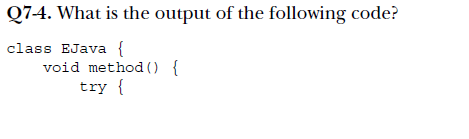 Q7-4. What is the output of the following code?
class EJava {
    void method() {
        try {